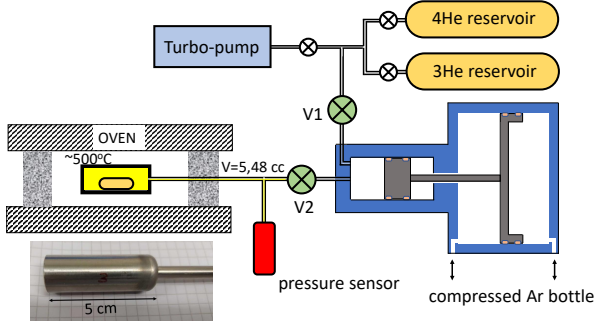 4He reservoir
Turbo-pump
3He reservoir
V1
OVEN
~500°C
V=5,48 cc
V2
5 cm
pressure sensor
compressed Ar bottle